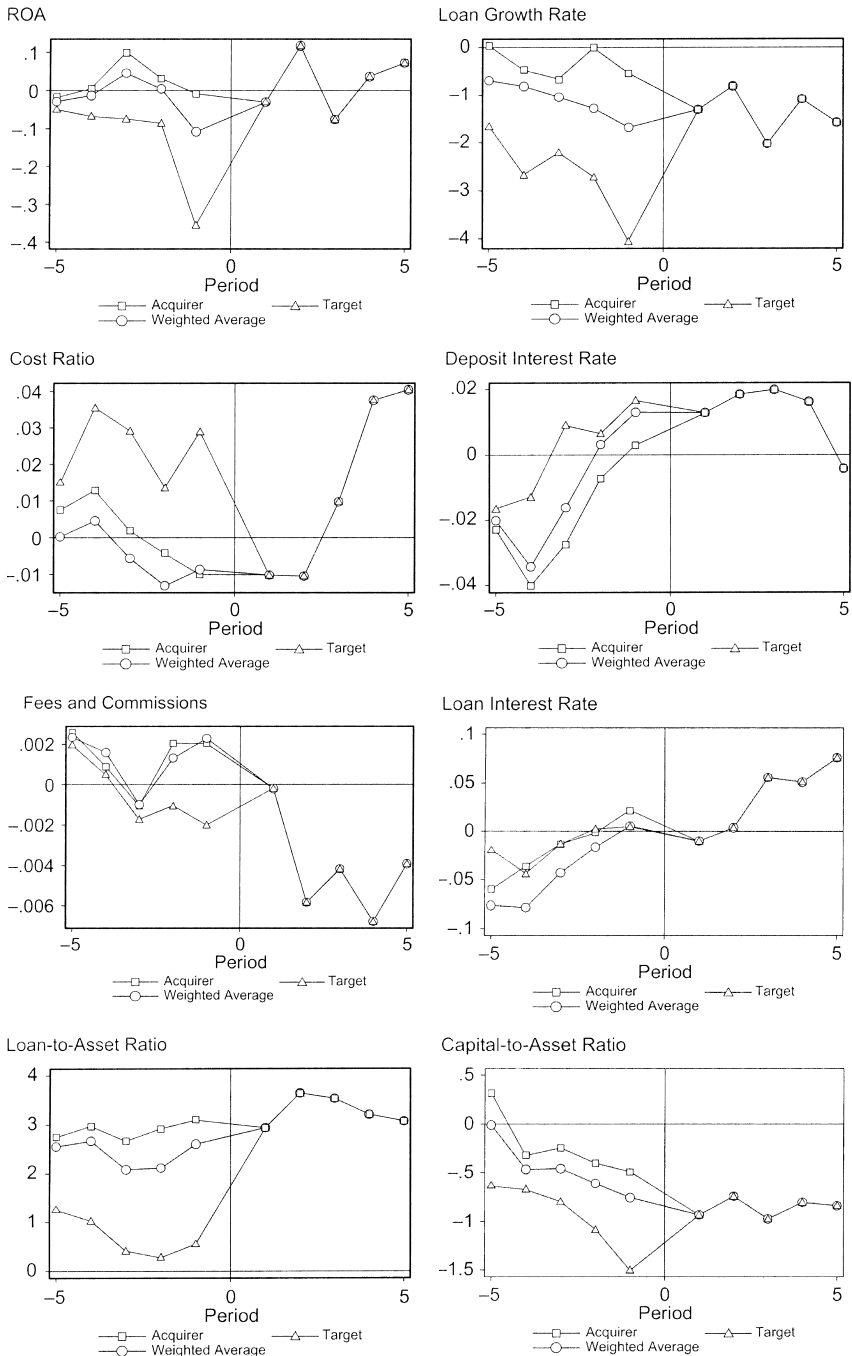 ROA
.1
0
−.1
−.2
−.3
−.4
−5 0 5
Period
Acquirer Target
Weighted Average
Loan Growth Rate
0
−1
−2
−3
−4
−5 0 5
Period
Acquirer Target
Weighted Average
Cost Ratio
.04
.03
.02
.01
0
−.01
−5 0 5
Period
Acquirer Target
Weighted Average
Deposit Interest Rate
.02
0
−.02
−.04
−5 0 5
Period
Acquirer Target
Weighted Average
Fees and Commissions
.002
0
−.002
−.004
−.006
−5 0 5
Period
Acquirer Target
Weighted Average
Loan Interest Rate
.1
.05
0
−.05
−.1
−5 0 5
Period
Acquirer Target
Weighted Average
Loan-to-Asset Ratio
4
3
2
1
0
−5 0 5
Period
Acquirer Target
Weighted Average
Capital-to-Asset Ratio
.5
0
−.5
−1
−1.5
−5 0 5
Period
Acquirer Target
Weighted Average